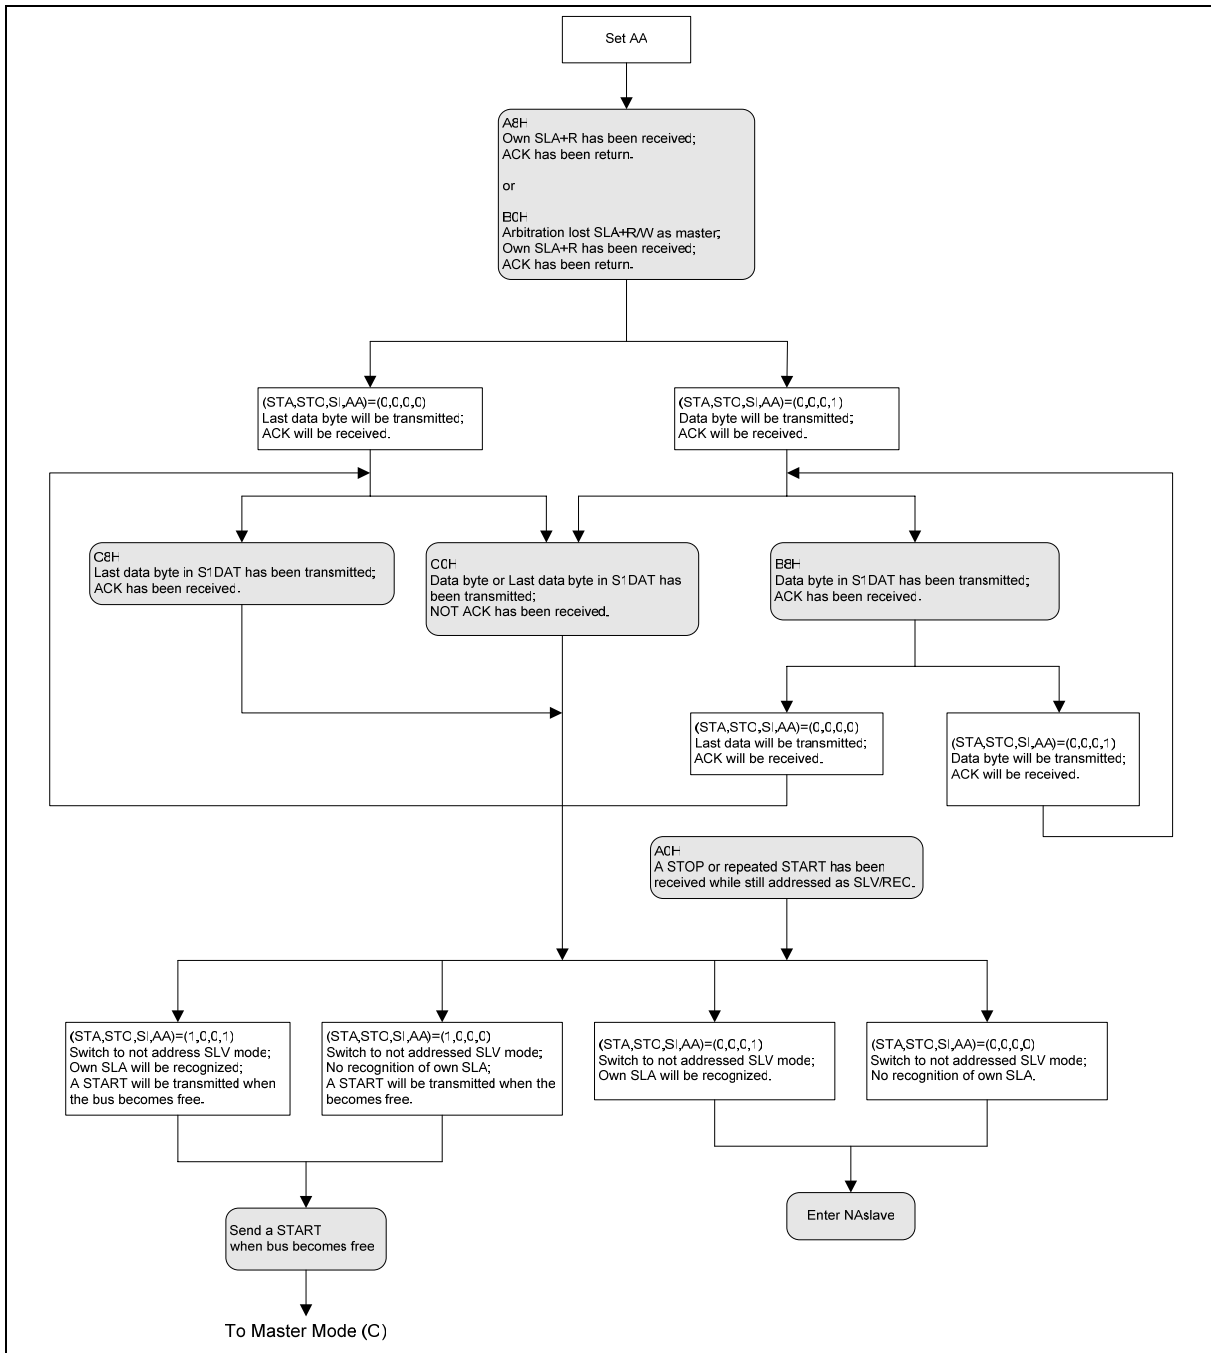 Set AA
A8H
Own SLA+R has been received;
ACK has been return.
or
B0H
Arbitration lost SLA+R/W as master;
Own SLA+R has been received;
ACK has been return.
(STA,STO,SI,AA)=(0,0,0,0)
Last data byte will be transmitted;
ACK will be received.
(STA,STO,SI,AA)=(0,0,0,1)
Data byte will be transmitted;
ACK will be received.
C8H
Last data byte in S1DAT has been transmitted;
ACK has been received.
C0H
Data byte or Last data byte in S1DAT has
been transmitted;
NOT ACK has been received.
B8H
Data byte in S1DAT has been transmitted;
ACK has been received.
(STA,STO,SI,AA)=(0,0,0,0)
Last data will be transmitted;
ACK will be received.
(STA,STO,SI,AA)=(0,0,0,1)
Data byte will be transmitted;
ACK will be received.
A0H
A STOP or repeated START has been
received while still addressed as SLV/REC.
(STA,STO,SI,AA)=(1,0,0,1)
Switch to not address SLV mode;
Own SLA will be recognized;
A START will be transmitted when
the bus becomes free.
(STA,STO,SI,AA)=(1,0,0,0)
Switch to not addressed SLV mode;
No recognition of own SLA;
A START will be transmitted when the
becomes free.
(STA,STO,SI,AA)=(0,0,0,1)
Switch to not addressed SLV mode;
Own SLA will be recognized.
(STA,STO,SI,AA)=(0,0,0,0)
Switch to not addressed SLV mode;
No recognition of own SLA.
Send a START
when bus becomes free
Enter NAslave
To Master Mode (C)